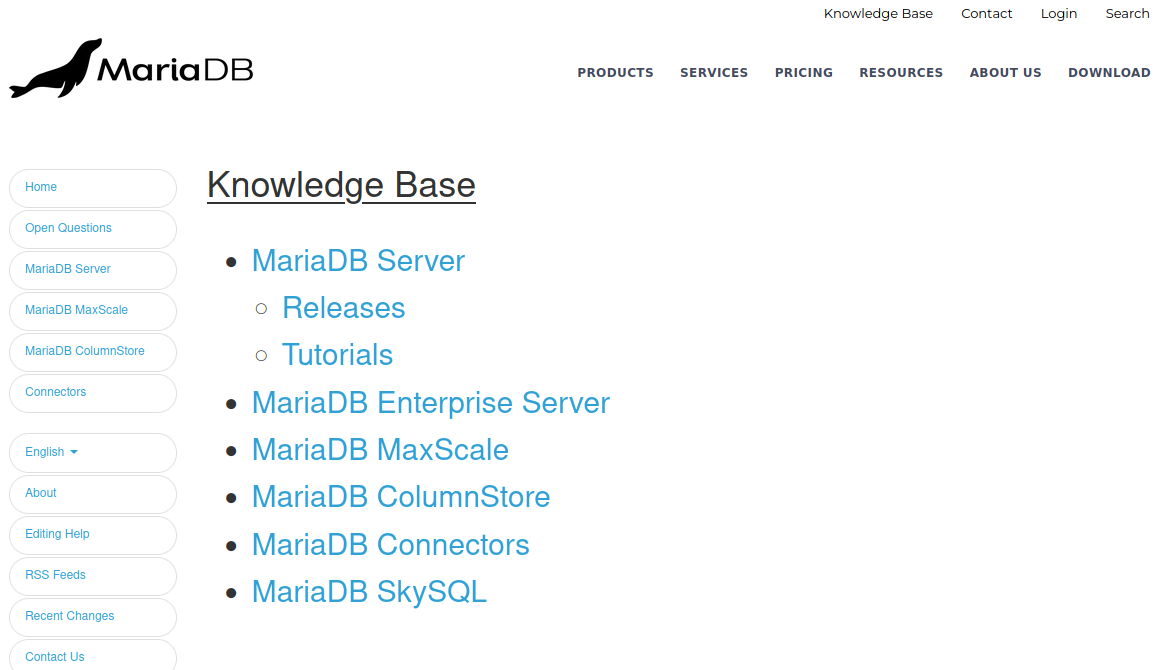 Knowledge Base Contact Login Search
MariaDB
PRODUCTS SERVICES PRICING RESOURCES ABOUT US DOWNLOAD
Home
Open Questions
MariaDB Server
MariaDB MaxScale
MariaDB ColumnStore
Connectors
English
About
Editing Help
RSS Feeds
Recent Changes
Contact Us
Knowledge Base
MariaDB Server
Releases
Tutorials
MariaDB Enterprise Server
MariaDB MaxScale
MariaDB ColumnStore
MariaDB Connectors
MariaDB SkySQL